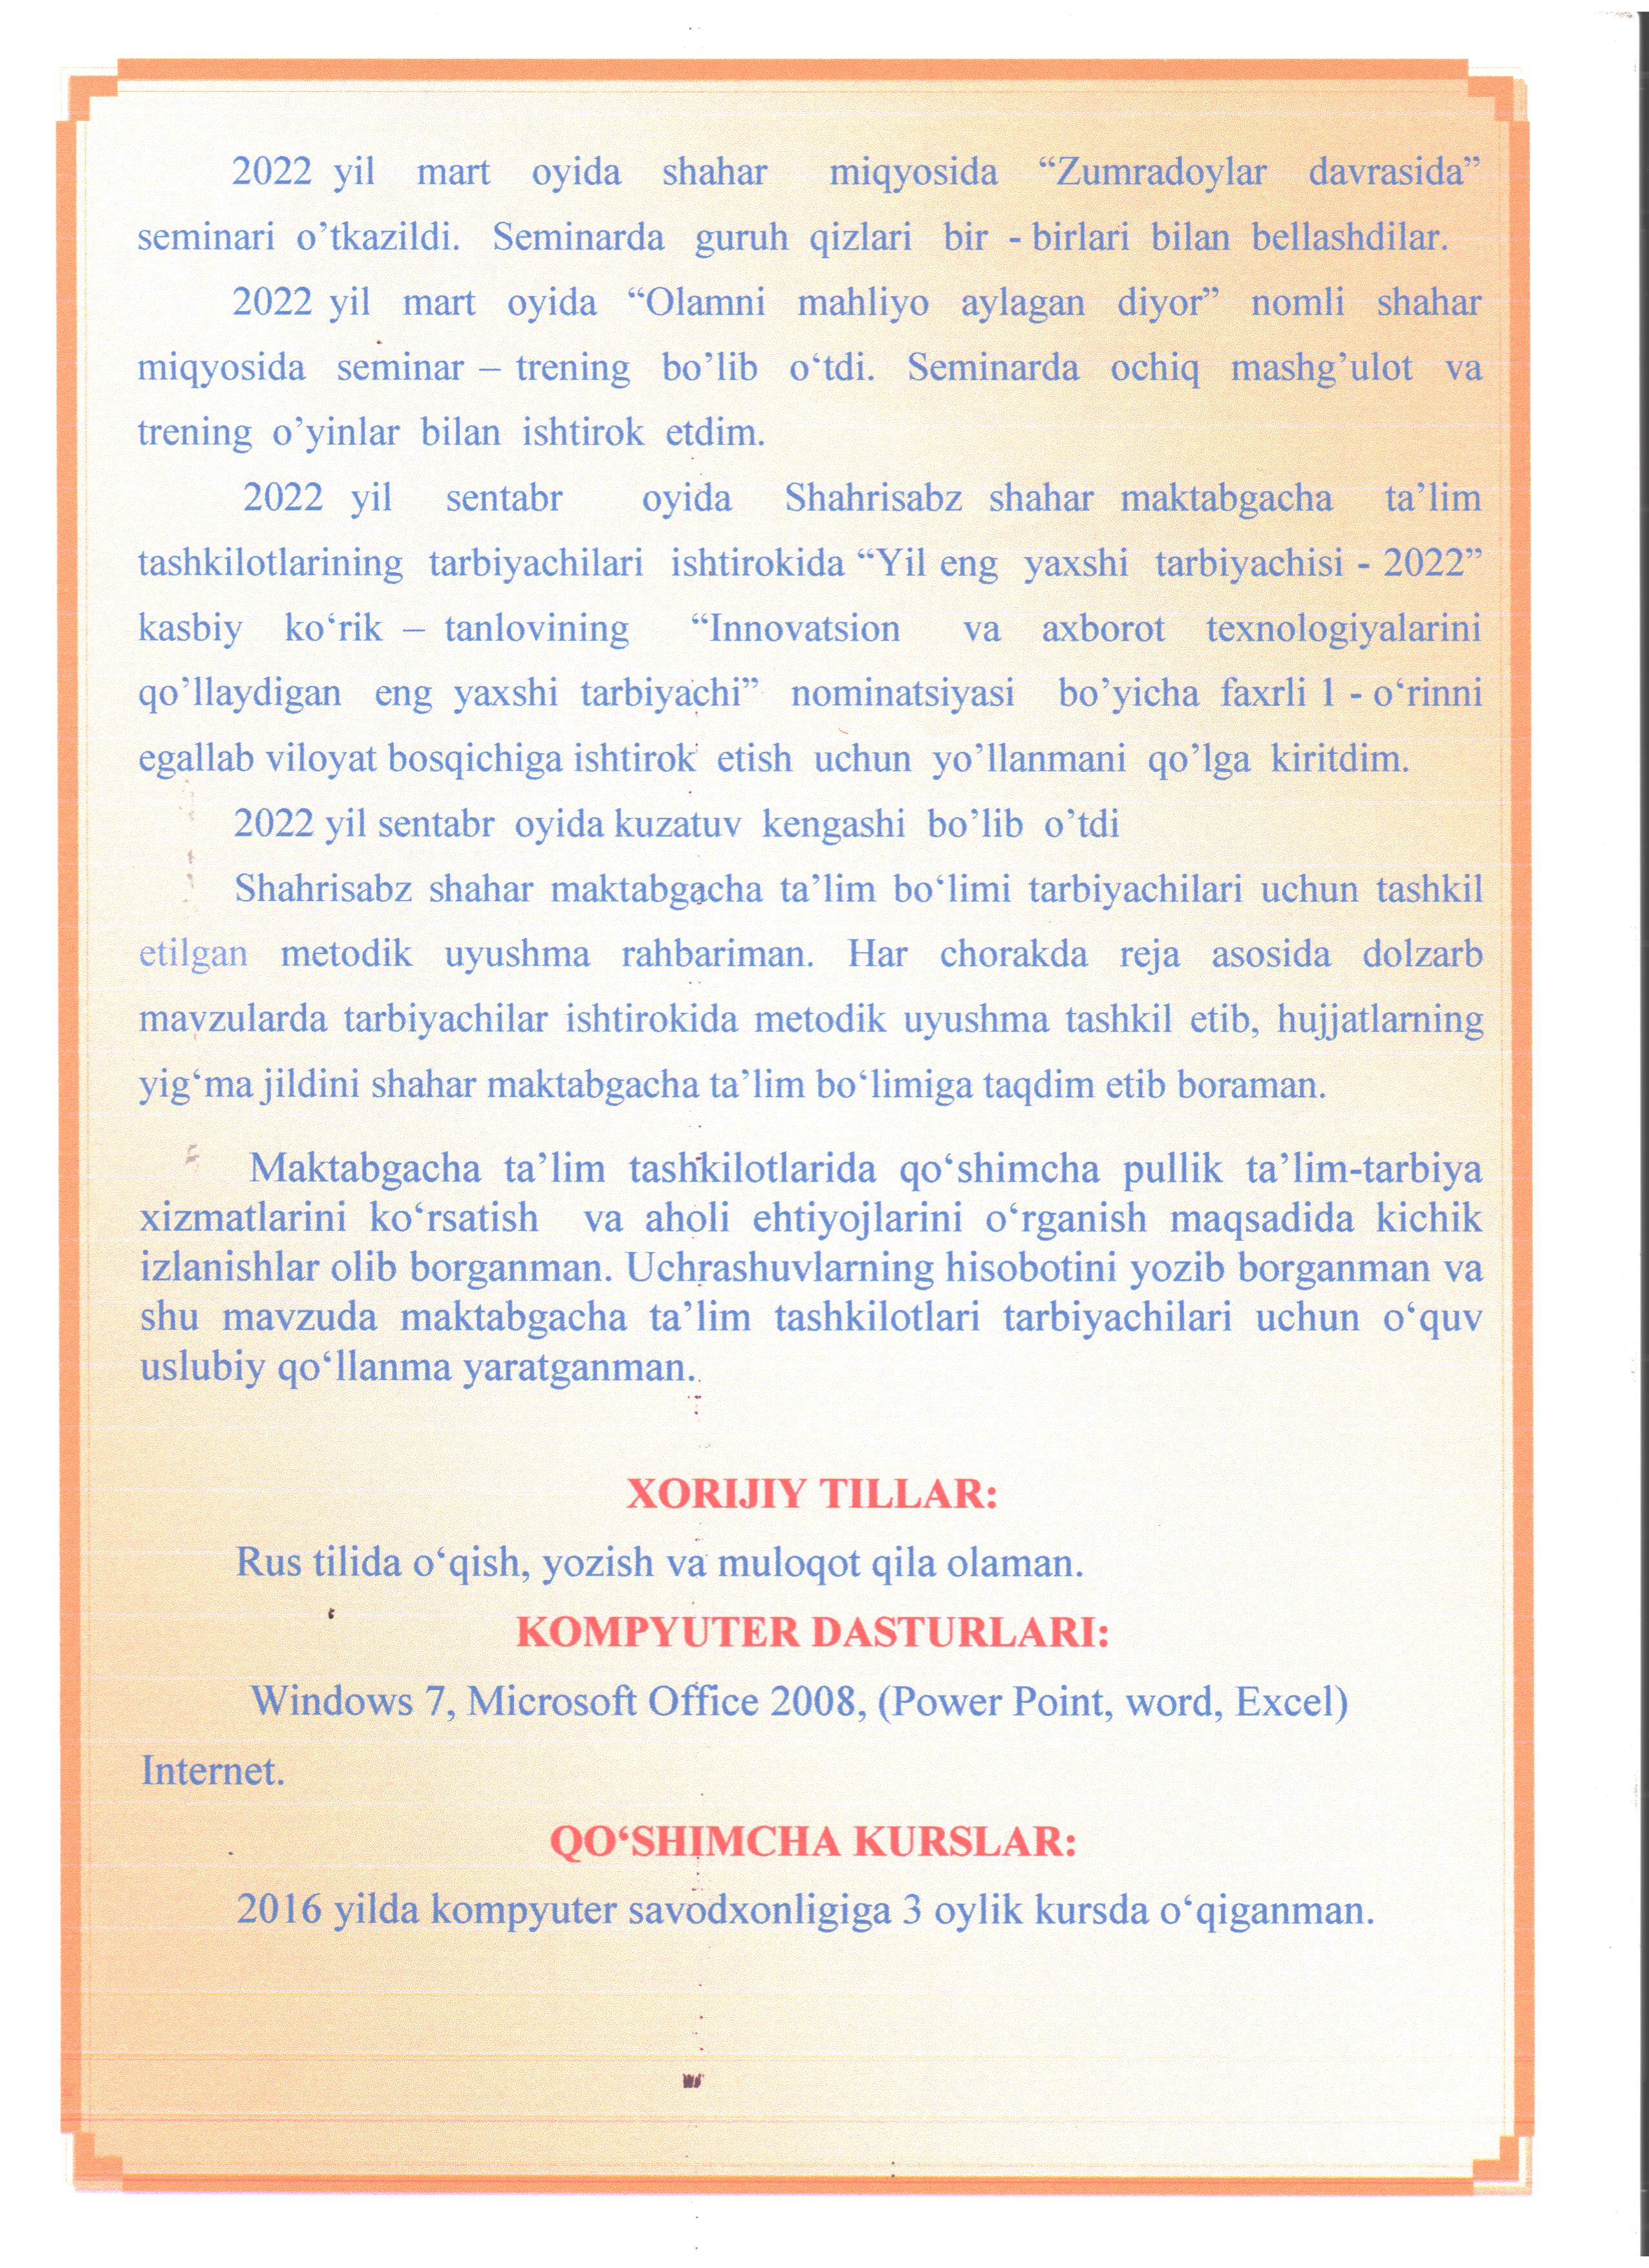 2022 yil mart oyida shahar miqyosida “Zumradoylar davrasida”
seminari o’tkazildi. Seminarda guruh qizlari bir - birlari bilan bellashdilar.
2022 yil mart oyida “Olamni mahliyo aylagan diyor” nomli shahar
miqyosida seminar – trening bo’lib o‘tdi. Seminarda ochiq mashg’ulot va
trening o’yinlar bilan ishtirok etdim.
2022 yil sentabr oyida Shahrisabz shahar maktabgacha ta’lim
tashkilotlarining tarbiyachilari ishtirokida “Yil eng yaxshi tarbiyachisi - 2022”
kasbiy ko‘rik – tanlovining “Innovatsion va axborot texnologiyalarini
qo’llaydigan eng yaxshi tarbiyachi” nominatsiyasi bo’yicha faxrli 1 - o‘rinni
egallab viloyat bosqichiga ishtirok etish uchun yo’llanmani qo’lga kiritdim.
2022 yil sentabr oyida kuzatuv kengashi bo’lib o’tdi
Shahrisabz shahar maktabgacha ta’lim bo‘limi tarbiyachilari uchun tashkil
etilgan metodik uyushma rahbariman. Har chorakda reja asosida dolzarb
mavzularda tarbiyachilar ishtirokida metodik uyushma tashkil etib, hujjatlarning
yig‘ma jildini shahar maktabgacha ta’lim bo‘limiga taqdim etib boraman.
Maktabgacha ta’lim tashkilotlarida qo‘shimcha pullik ta’lim-tarbiya
xizmatlarini ko‘rsatish va aholi ehtiyojlarini o‘rganish maqsadida kichik
izlanishlar olib borganman. Uchrashuvlarning hisobotini yozib borganman va
shu mavzuda maktabgacha ta’lim tashkilotlari tarbiyachilari uchun o‘quv
uslubiy qo‘llanma yaratganman.
XORIJIY TILLAR:
Rus tilida o‘qish, yozish va muloqot qila olaman.
KOMPYUTER DASTURLARI:
Windows 7, Microsoft Office 2008, (Power Point, word, Excel)
Internet.
QO‘SHIMCHA KURSLAR:
2016 yilda kompyuter savodxonligiga 3 oylik kursda o‘qiganman.